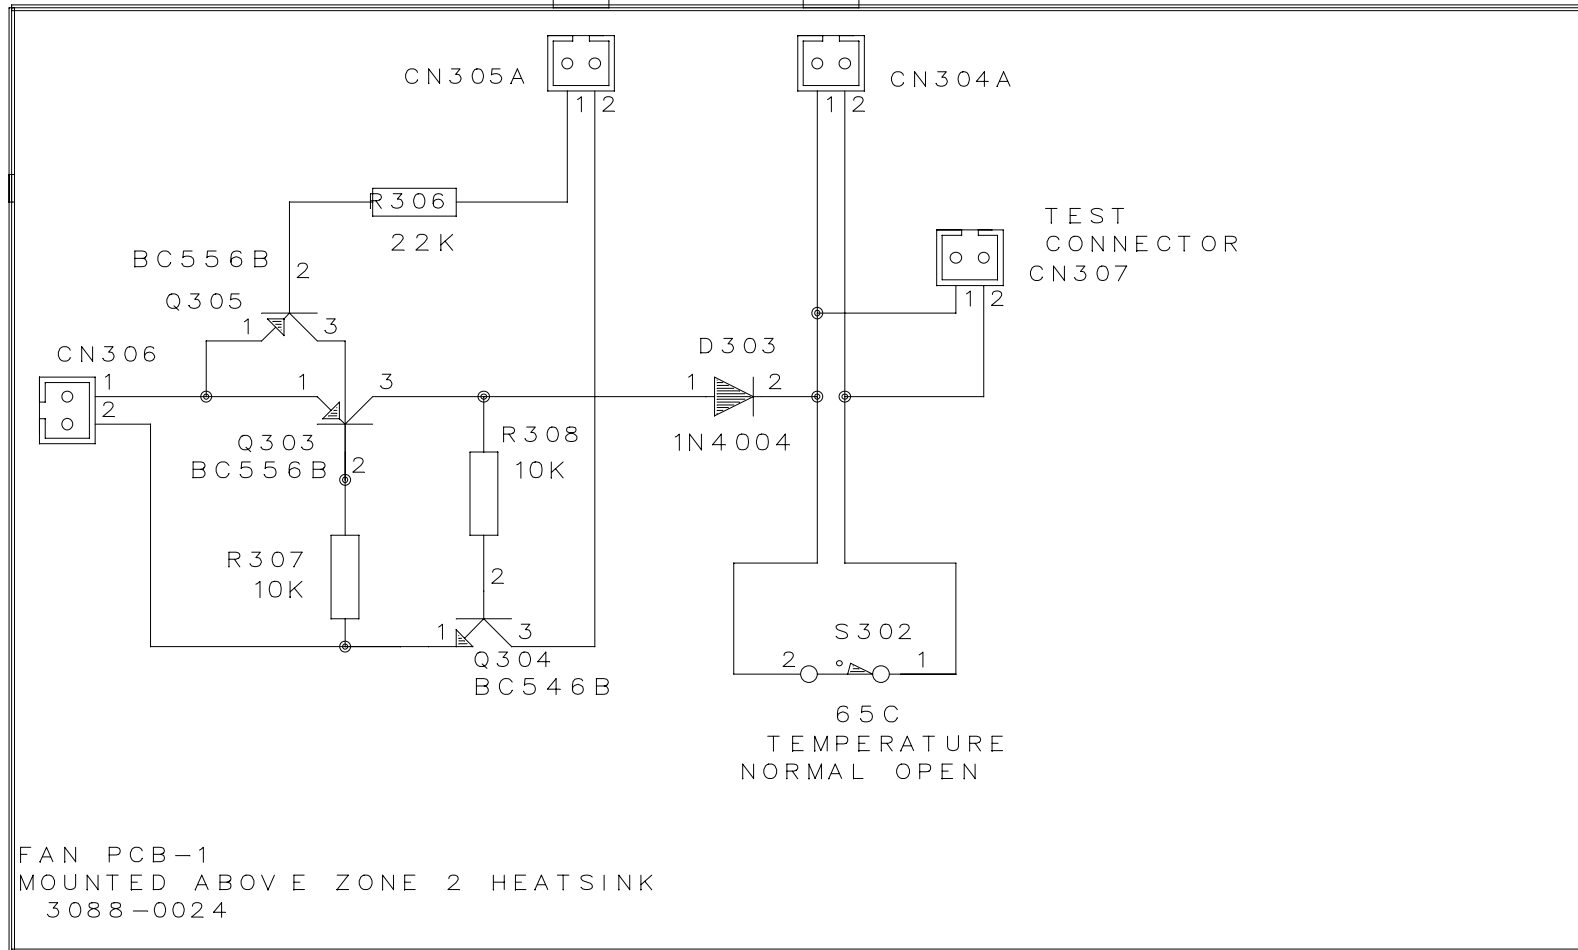 CN305A
1 2
CN304A
1 2
R306
22K
TEST
CONNECTOR
CN307
1 2
BC556B
2
Q305
1
3
CN306
1
2
1
3
D303
1
2
Q303
BC556B
2
R308
10K
1N4004
R307
10K
2
1
3
Q304
BC546B
S302
2
1
65C
TEMPERATURE
NORMAL OPEN
FAN PCB-1
MOUNTED ABOVE ZONE 2 HEATSINK
3088-0024